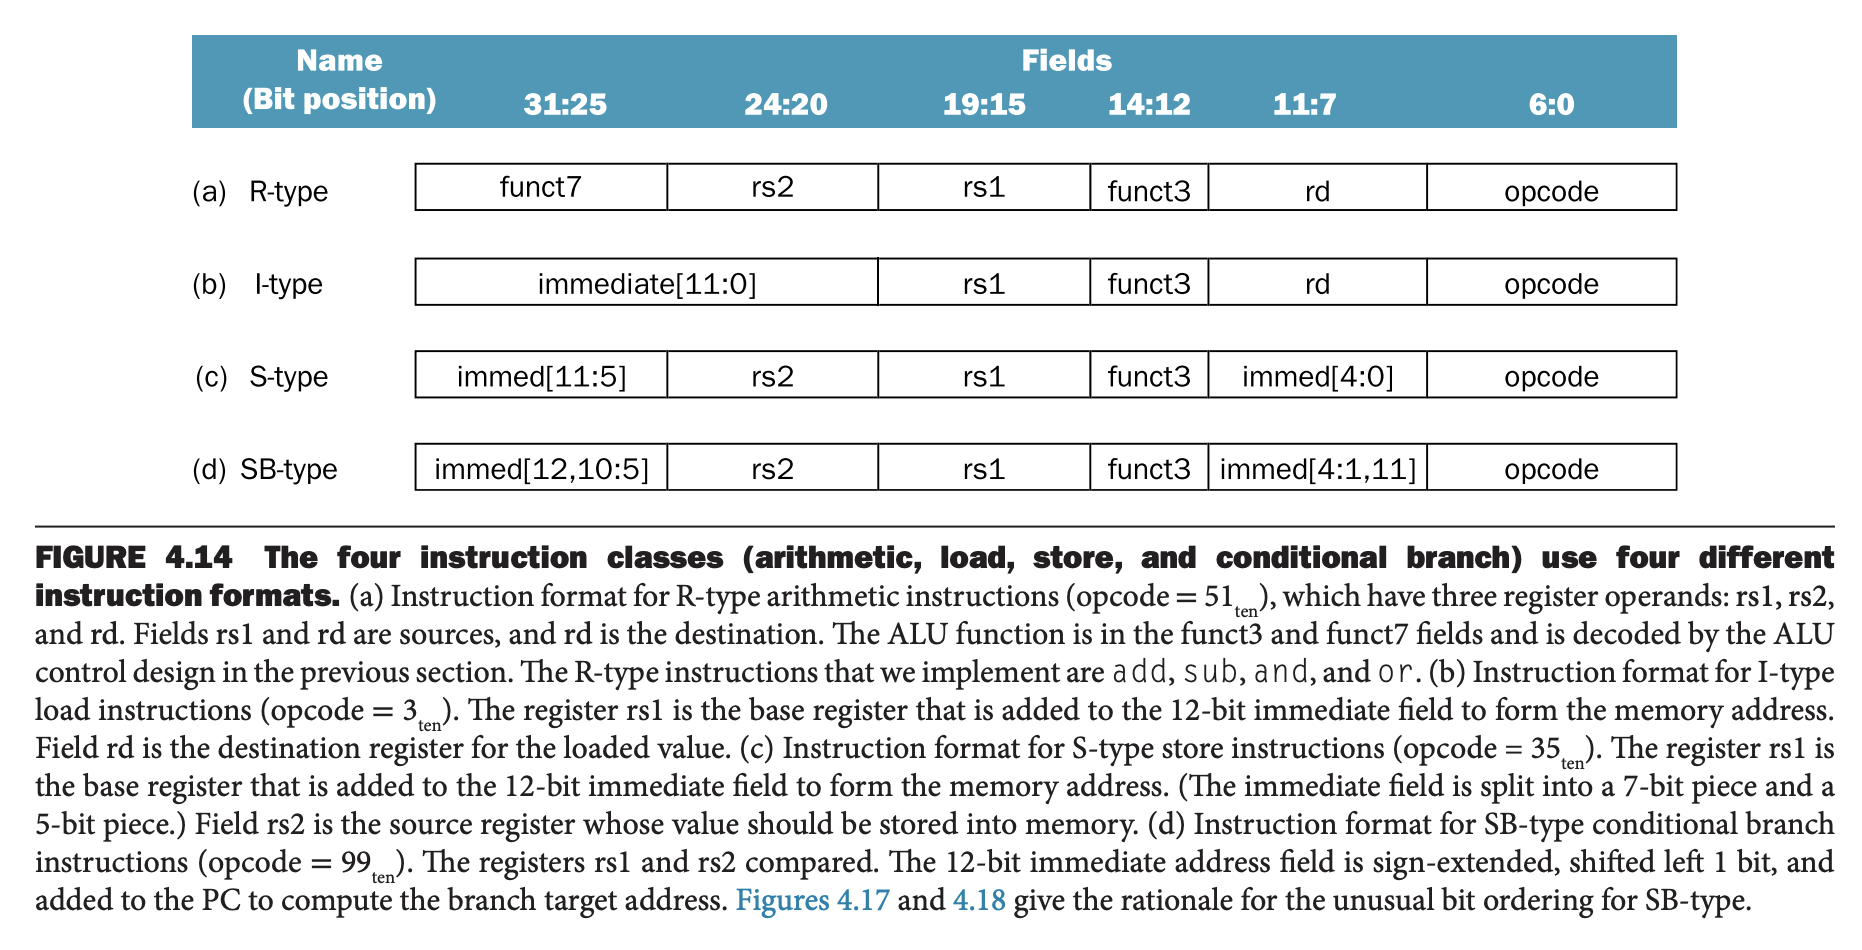 Name Fields
(Bit position) 31:25 24:20 19:15 14:12 11:7 6:0
(a) R-type funct7 rs2 rs1 funct3 rd opcode
(b) I-type immediate[11:0] rs1 funct3 rd opcode
(c) S-type immed[11:5] rs2 rs1 funct3 immed[4:0] opcode
(d) SB-type immed[12,10:5] rs2 rs1 funct3 immed[4:1,11] opcode
FIGURE 4.14 The four instruction classes (arithmetic, load, store, and conditional branch) use four different
instruction formats. (a) Instruction format for R-type arithmetic instructions (opcode = 51ten), which have three register operands: rs1, rs2,
and rd. Fields rs1 and rd are sources, and rd is the destination. The ALU function is in the funct3 and funct7 fields and is decoded by the ALU
control design in the previous section. The R-type instructions that we implement are add, sub, and, and or. (b) Instruction format for I-type
load instructions (opcode = 3ten). The register rs1 is the base register that is added to the 12-bit immediate field to form the memory address.
Field rd is the destination register for the loaded value. (c) Instruction format for S-type store instructions (opcode = 35ten). The register rs1 is
the base register that is added to the 12-bit immediate field to form the memory address. (The immediate field is split into a 7-bit piece and a
5-bit piece.) Field rs2 is the source register whose value should be stored into memory. (d) Instruction format for SB-type conditional branch
instructions (opcode = 99ten). The registers rs1 and rs2 compared. The 12-bit immediate address field is sign-extended, shifted left 1 bit, and
added to the PC to compute the branch target address. Figures 4.17 and 4.18 give the rationale for the unusual bit ordering for SB-type.